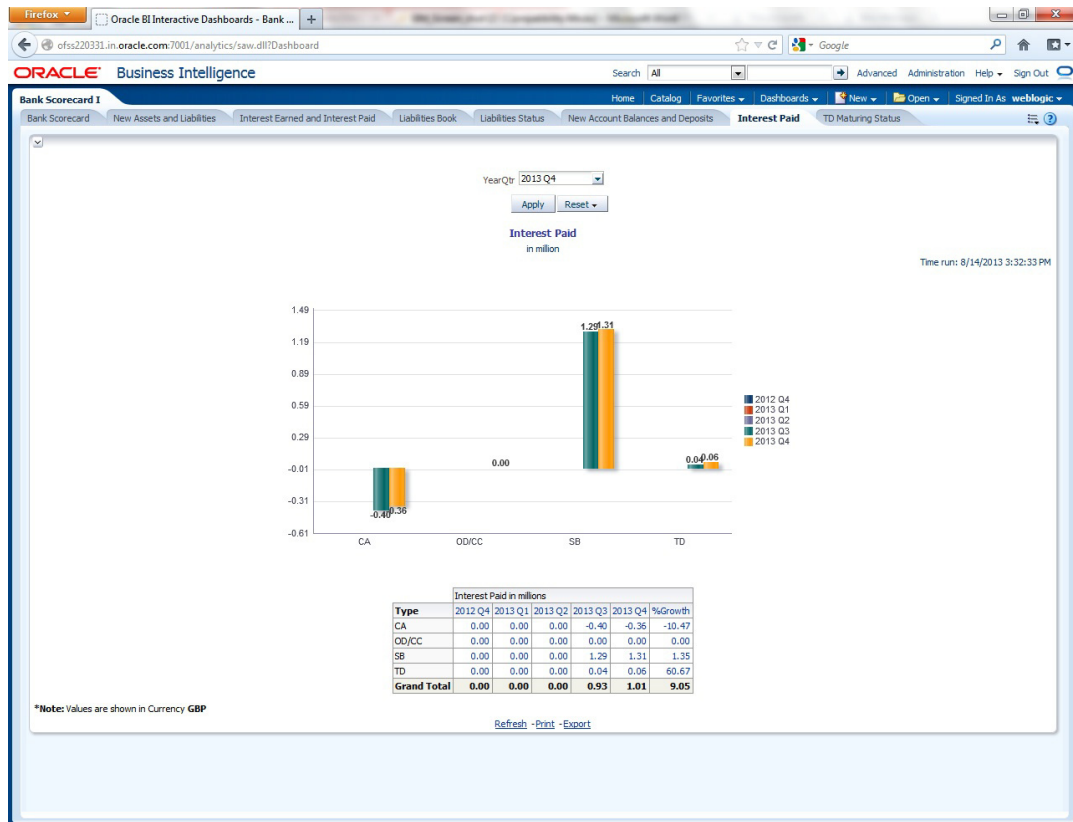 Firefox
Oracle BI Interactive Dashboards - Bank ...
ofss220331.in.oracle.com:7001/analytics/saw.dll?Dashboard
Google
ORACLE Business Intelligence
Search All Advanced Administration Help Sign Out
Bank Scorecard I
Home Catalog Favorites Dashboards New Open Signed In As weblogic
Bank Scorecard New Assets and Liabilities Interest Earned and Interest Paid Liabilities Book Liabilities Status New Account Balances and Deposits Interest Paid TD Maturing Status
YearQtr 2013 Q4
Apply Reset
Interest Paid
in million
Time run: 8/14/2013 3:32:33 PM
1.49
1.29 1.31
1.19
0.89
0.59
0.29
-0.01
0.00
0.04 0.06
-0.31
-0.40 0.36
-0.61
CA OD/CC SB TD
2012 Q4
2013 Q1
2013 Q2
2013 Q3
2013 Q4
Interest Paid in millions
Type 2012 Q4 2013 Q1 2013 Q2 2013 Q3 2013 Q4 %Growth
CA 0.00 0.00 0.00 -0.40 -0.36 -10.47
OD/CC 0.00 0.00 0.00 0.00 0.00 0.00
SB 0.00 0.00 0.00 1.29 1.31 1.35
TD 0.00 0.00 0.00 0.04 0.06 60.67
Grand Total 0.00 0.00 0.00 0.93 1.01 9.05
*Note: Values are shown in Currency GBP
Refresh - Print - Export